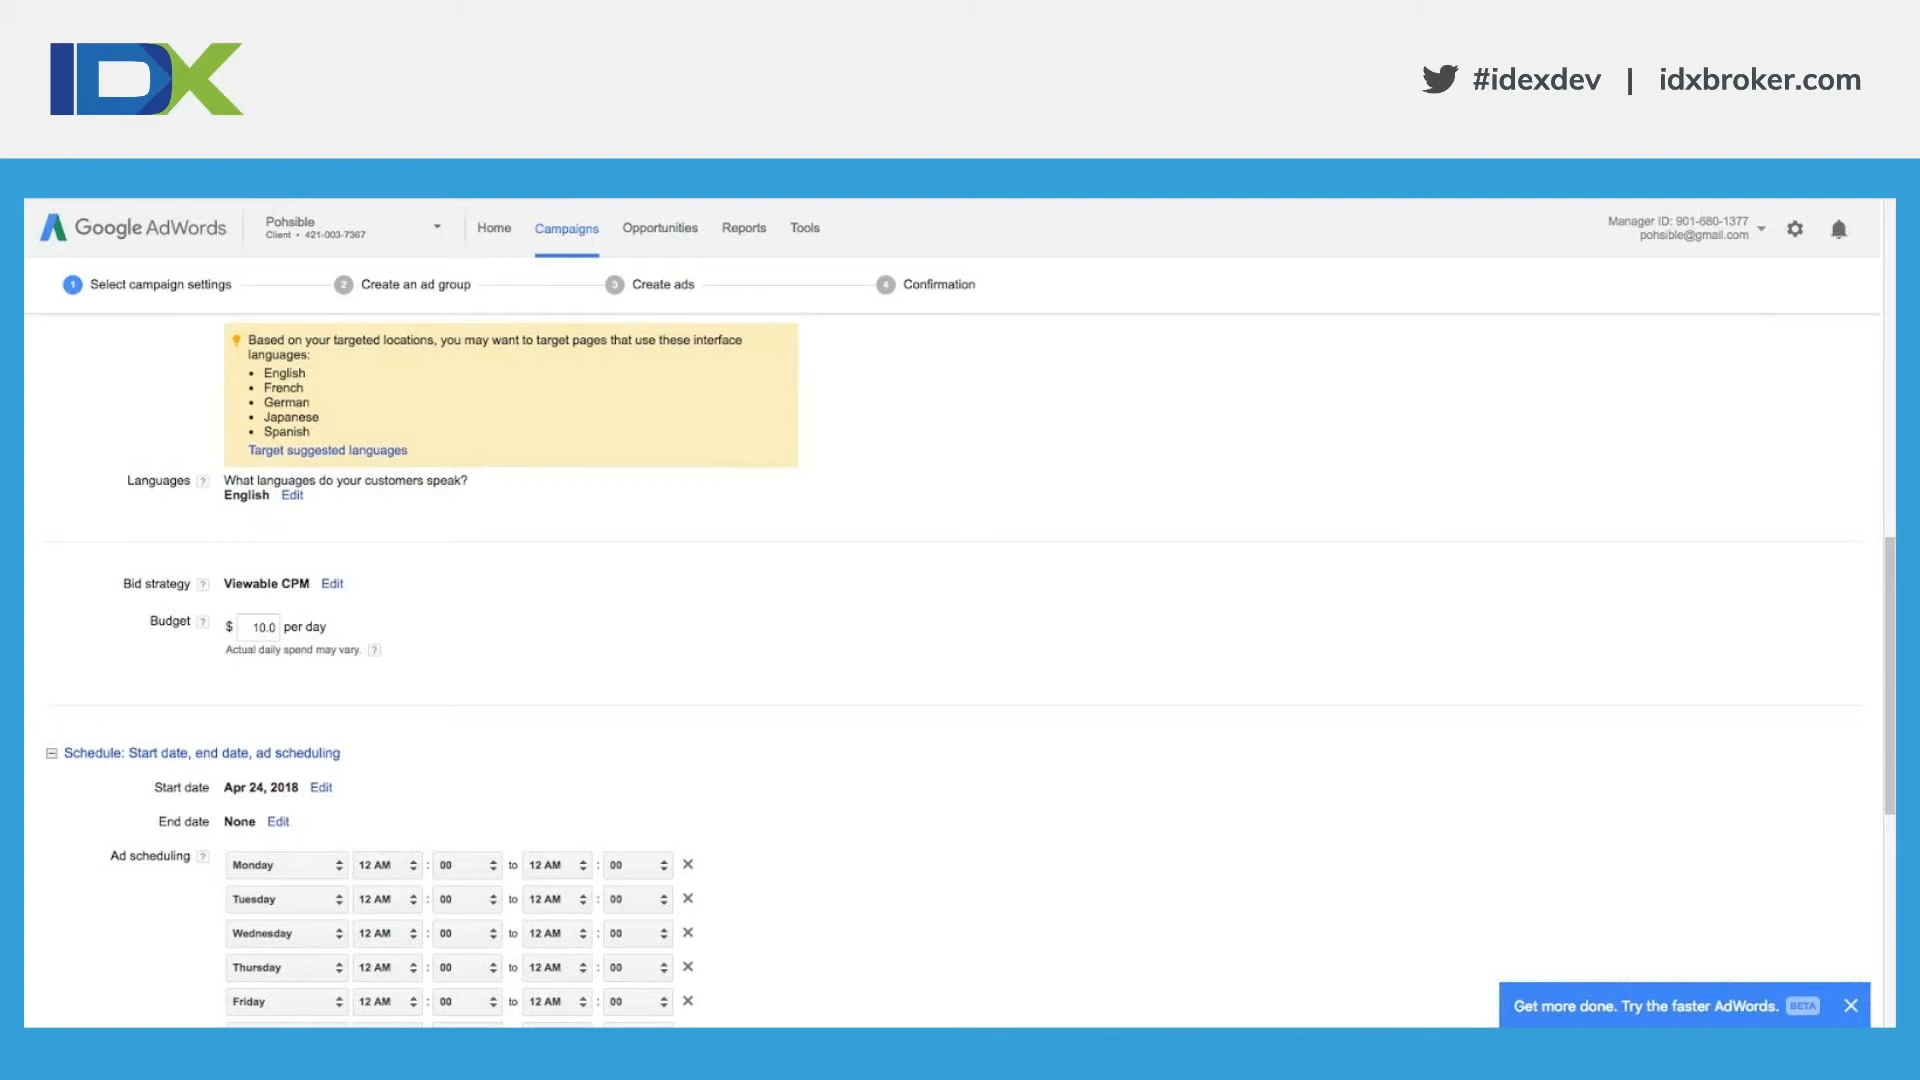 IDX
#idexdev | idxbroker.com
Google AdWords
Pohsible
Client • 421-003-7367
Home Campaigns Opportunities Reports Tools
Manager ID: 901-680-1377
pohsible@gmail.com
1 Select campaign settings
2 Create an ad group
3 Create ads
4 Confirmation
Based on your targeted locations, you may want to target pages that use these interface
languages:
• English
• French
• German
• Japanese
• Spanish
Target suggested languages
Languages ? What languages do your customers speak?
English Edit
Bid strategy ? Viewable CPM Edit
Budget ? $ 10.0 per day
Actual daily spend may vary. ?
Schedule: Start date, end date, ad scheduling
Start date Apr 24, 2018 Edit
End date None Edit
Ad scheduling ?
Monday 12 AM : 00 to 12 AM : 00
Tuesday 12 AM : 00 to 12 AM : 00
Wednesday 12 AM : 00 to 12 AM : 00
Thursday 12 AM : 00 to 12 AM : 00
Friday 12 AM : 00 to 12 AM : 00
Get more done. Try the faster AdWords. BETA